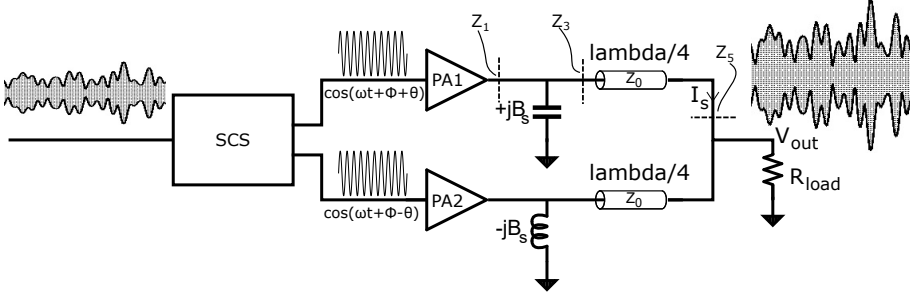 Z1
Z3
lambda/4
Z5
PA1
Z0
cos(ωt+Φ+θ)
+jBs
Is
SCS
Vout
lambda/4
Rload
PA2
Z0
cos(ωt+Φ-θ)
-jBs